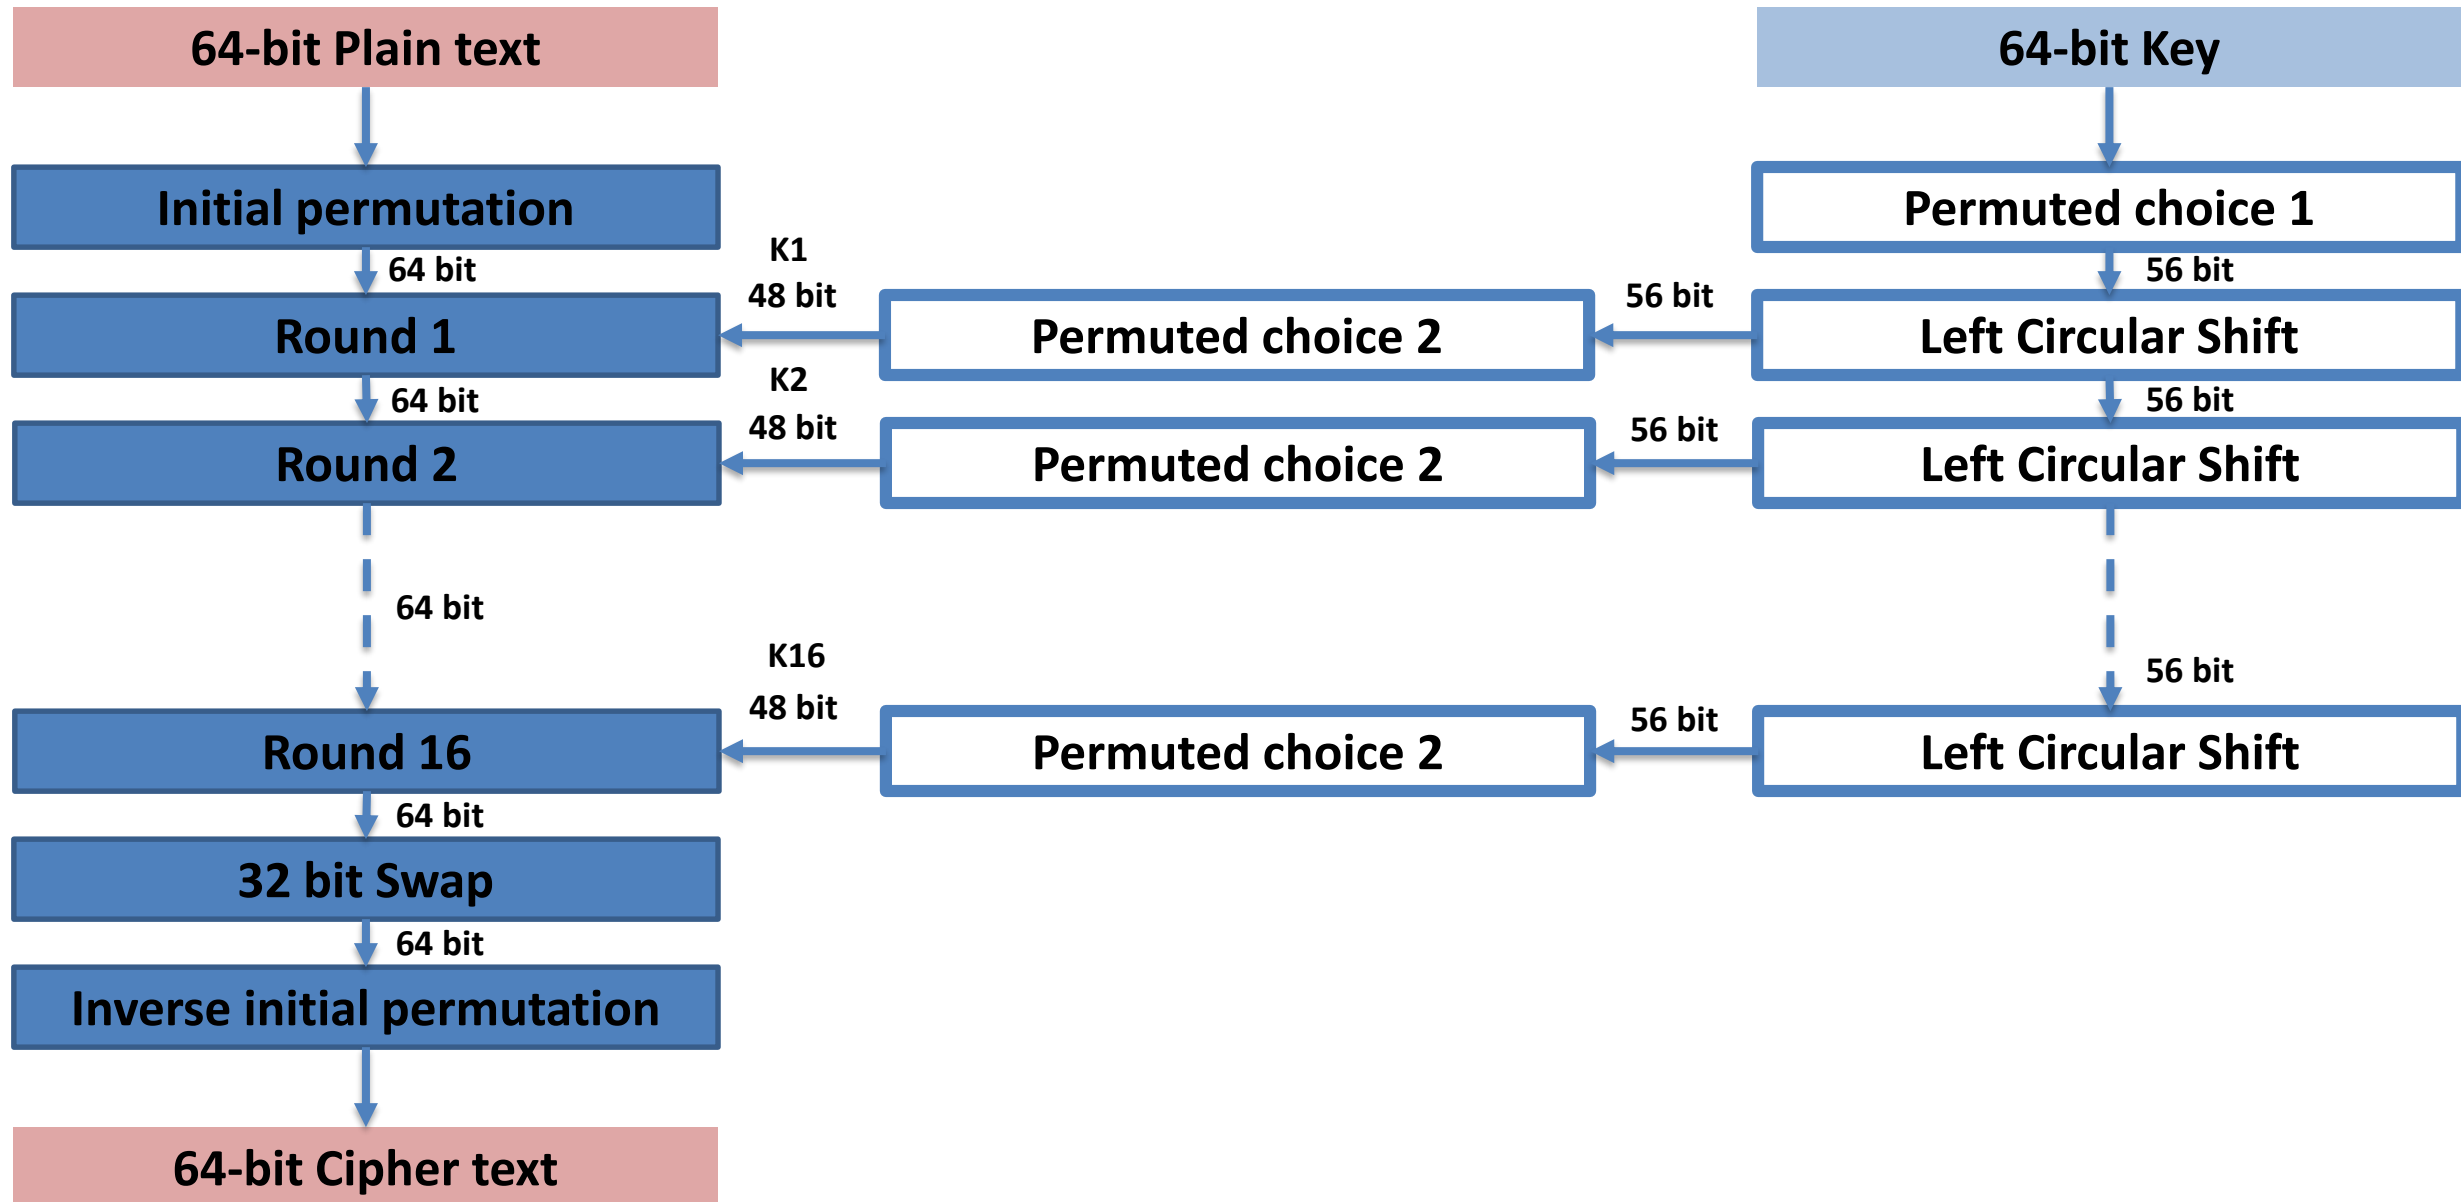 64-bit Plain text
64-bit Key
Initial permutation
Permuted choice 1
K1
64 bit
56 bit
48 bit
56 bit
Round 1
Permuted choice 2
Left Circular Shift
K2
64 bit
56 bit
48 bit
56 bit
Round 2
Permuted choice 2
Left Circular Shift
64 bit
K16
56 bit
48 bit
56 bit
Round 16
Permuted choice 2
Left Circular Shift
64 bit
32 bit Swap
64 bit
Inverse initial permutation
64-bit Cipher text